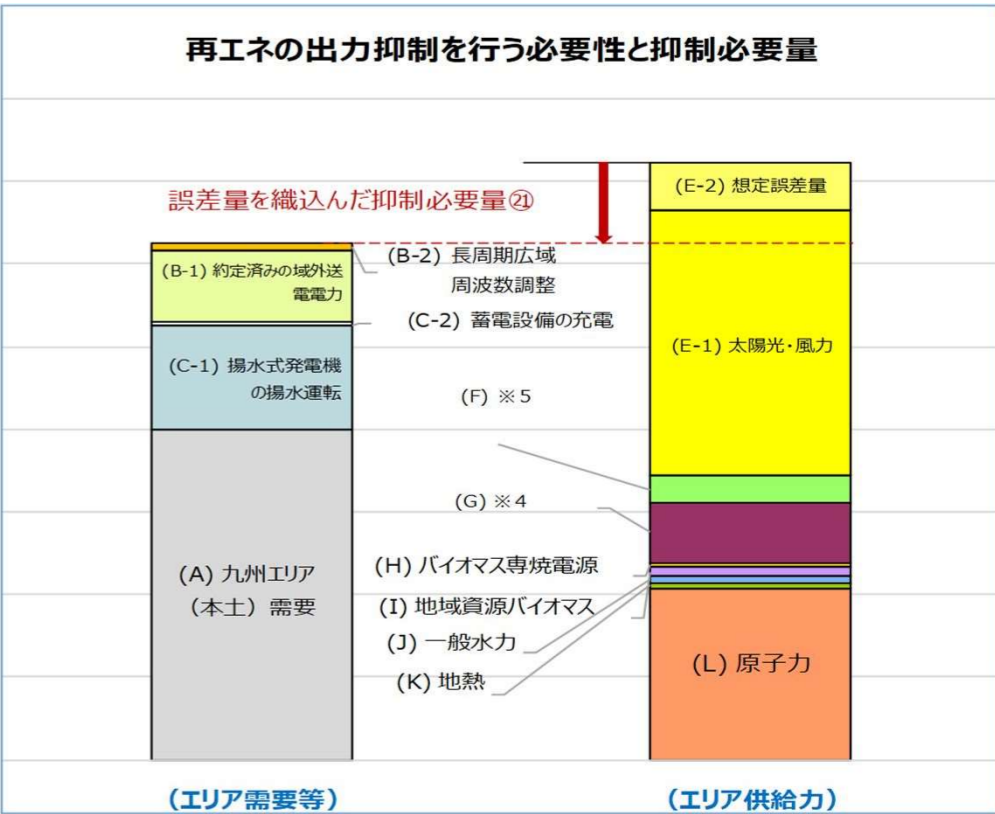 再エネの出力抑制を行う必要性と抑制必要量
誤差量を織込んだ抑制必要量㉑
(B-1) 約定済みの域外送
電電力
(C-1) 揚水式発電機
の揚水運転
(A) 九州エリア
（本土）需要
(B-2) 長周期広域
周波数調整
(C-2) 蓄電設備の充電
(F) ※5
(G) ※4
(H) バイオマス専焼電源
(I) 地域資源バイオマス
(J) 一般水力
(K) 地熱
(E-2) 想定誤差量
(E-1) 太陽光・風力
(L) 原子力
（エリア需要等）
（エリア供給力）